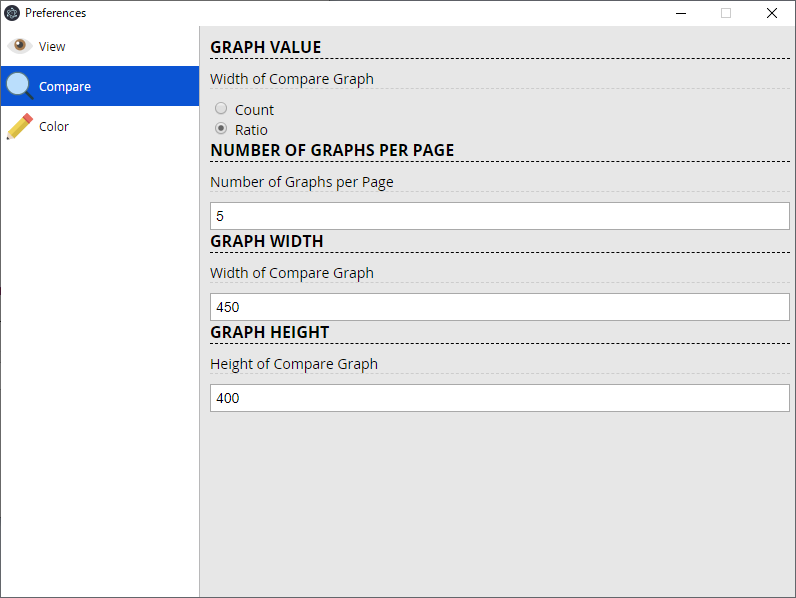 Preferences
View
Compare
Color
GRAPH VALUE
Width of Compare Graph
Count
Ratio
NUMBER OF GRAPHS PER PAGE
Number of Graphs per Page
5
GRAPH WIDTH
Width of Compare Graph
450
GRAPH HEIGHT
Height of Compare Graph
400